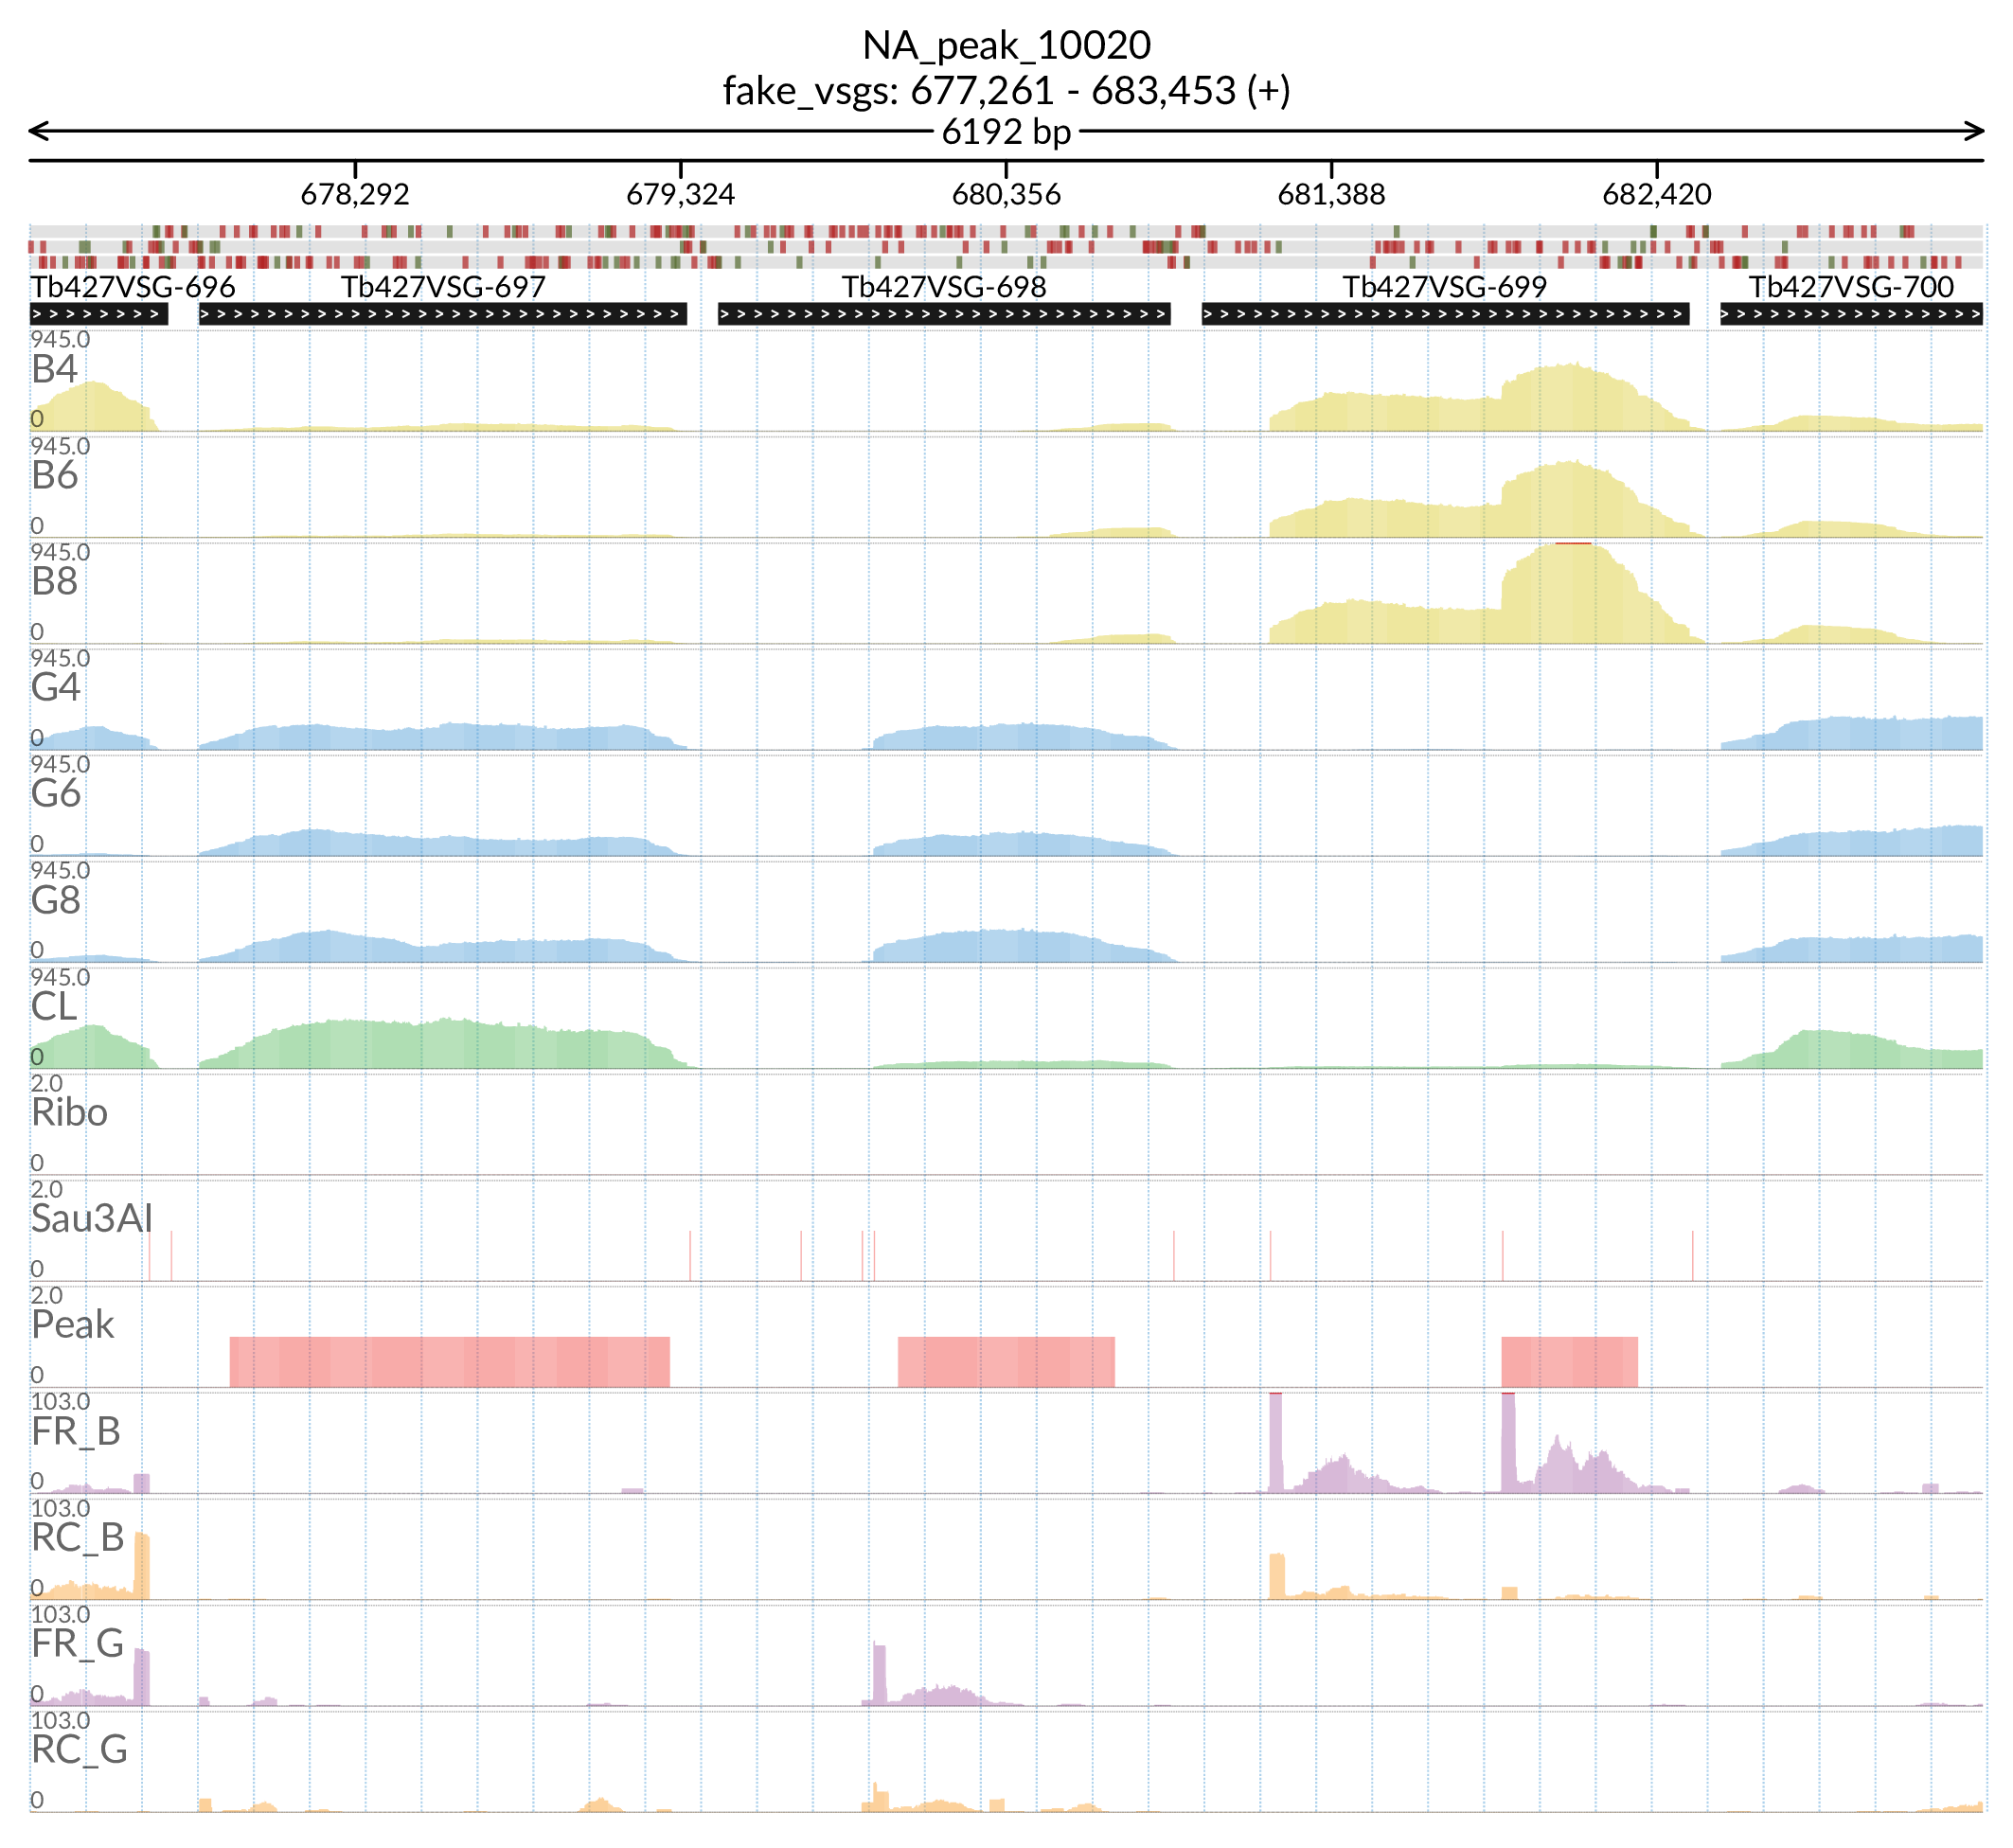 NA_peak_10020
fake_vsgs: 677,261 - 683,453 (+)
6192 bp
678,292 679,324 680,356 681,388 682,420
Tb427VSG-696 Tb427VSG-697 Tb427VSG-698 Tb427VSG-699 Tb427VSG-700
945.0
B4
0
945.0
B6
0
945.0
B8
0
945.0
G4
0
945.0
G6
0
945.0
G8
0
945.0
CL
0
2.0
Ribo
0
2.0
Sau3AI
0
2.0
Peak
0
103.0
FR_B
0
103.0
RC_B
0
103.0
FR_G
0
103.0
RC_G
0